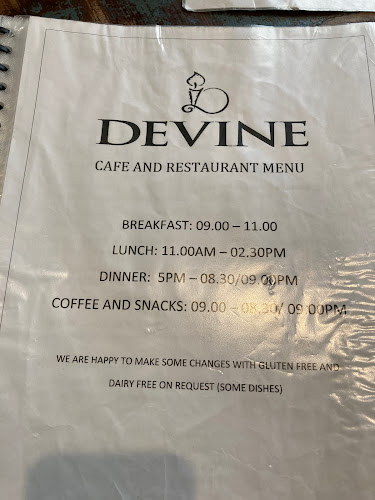 DEVINE
CAFE AND RESTAURANT MENU
BREAKFAST: 09.00 – 11.00
LUNCH: 11.00AM – 02.30PM
DINNER: 5PM – 08.30/09 00PM
COFFEE AND SNACKS: 09.00 – 08.30/ 09:00PM
WE ARE HAPPY TO MAKE SOME CHANGES WITH GLUTEN FREE AND
DAIRY FREE ON REQUEST (SOME DISHES)